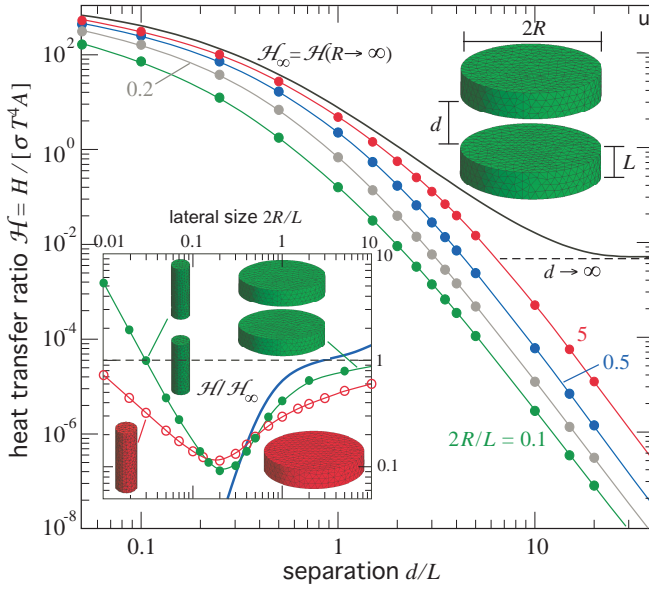 10²
10⁰
10⁻²
10⁻⁴
10⁻⁶
10⁻⁸
heat transfer ratio ℋ = H / [σT⁴A]
ℋ∞ = ℋ(R → ∞)
0.2
2R
d
L
u
d → ∞
5
0.5
2R/L = 0.1
lateral size 2R/L
0.01
0.1
1
10
10
1
0.1
ℋ/ℋ∞
0.1
1
10
separation d/L